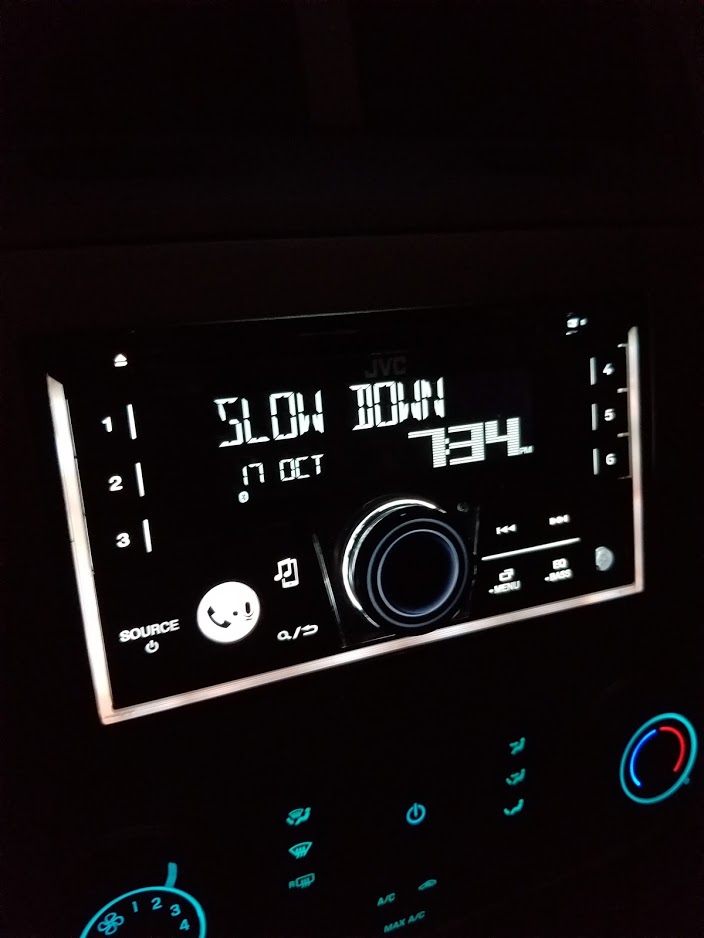 JVC
4
SLOW DOWN
1
5
7:34 PM
17 OCT
6
2
3
MENU
EQ
BASS
SOURCE
1 2 3 4
R
A/C
MAX A/C